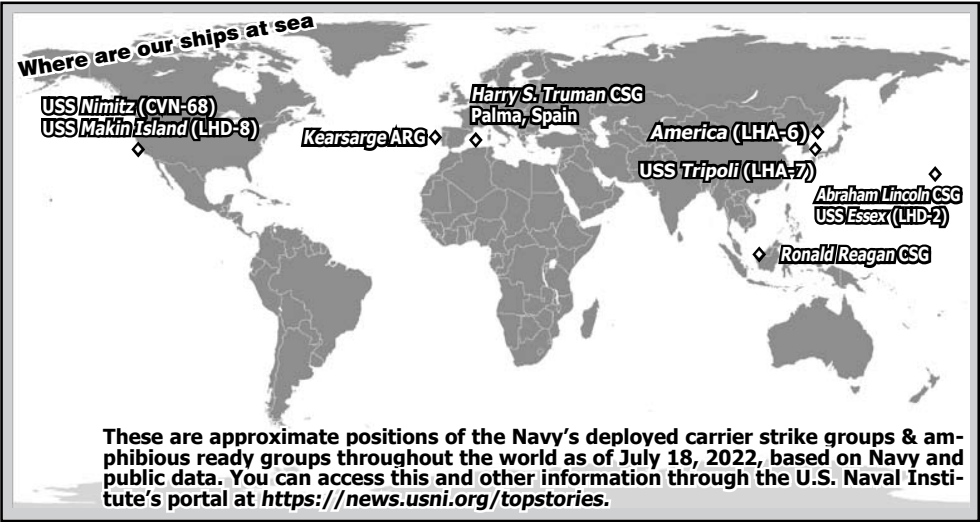 Where are our ships at sea
USS Nimitz (CVN-68)
USS Makin Island (LHD-8)
Harry S. Truman CSG
Palma, Spain
Kearsarge ARG
America (LHA-6)
USS Tripoli (LHA-7)
Abraham Lincoln CSG
USS Essex (LHD-2)
Ronald Reagan CSG
These are approximate positions of the Navy’s deployed carrier strike groups & am-
phibious ready groups throughout the world as of July 18, 2022, based on Navy and
public data. You can access this and other information through the U.S. Naval Insti-
tute’s portal at https://news.usni.org/topstories.